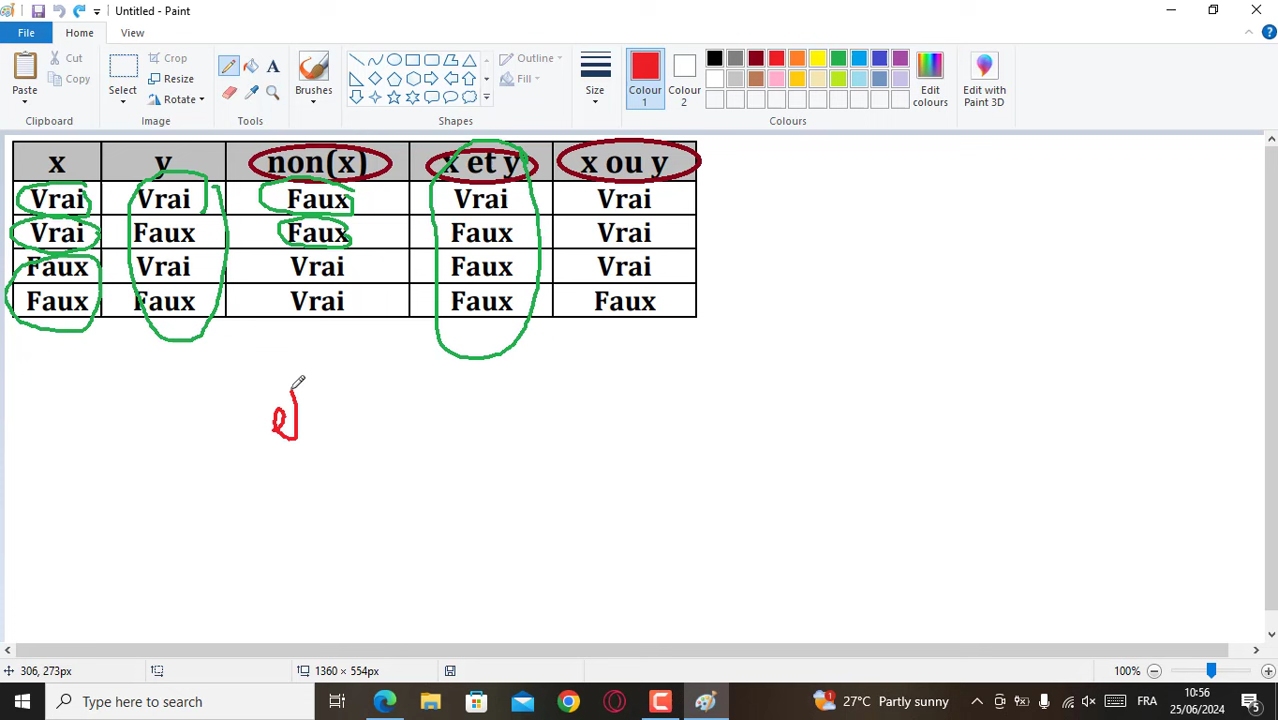 Untitled - Paint
File Home View
Paste
Cut
Copy
Clipboard
Select
Crop
Resize
Rotate
Image
A
Tools
Brushes
Outline
Fill
Shapes
Size
Colour 1
Colour 2
Edit colours
Colours
Edit with Paint 3D
x y non(x) x et y x ou y
Vrai Vrai Faux Vrai Vrai
Vrai Faux Faux Faux Vrai
Faux Vrai Vrai Faux Vrai
Faux Faux Vrai Faux Faux
306, 273px 1360 × 554px 100%
Type here to search
27°C Partly sunny
FRA
10:56
25/06/2024
5